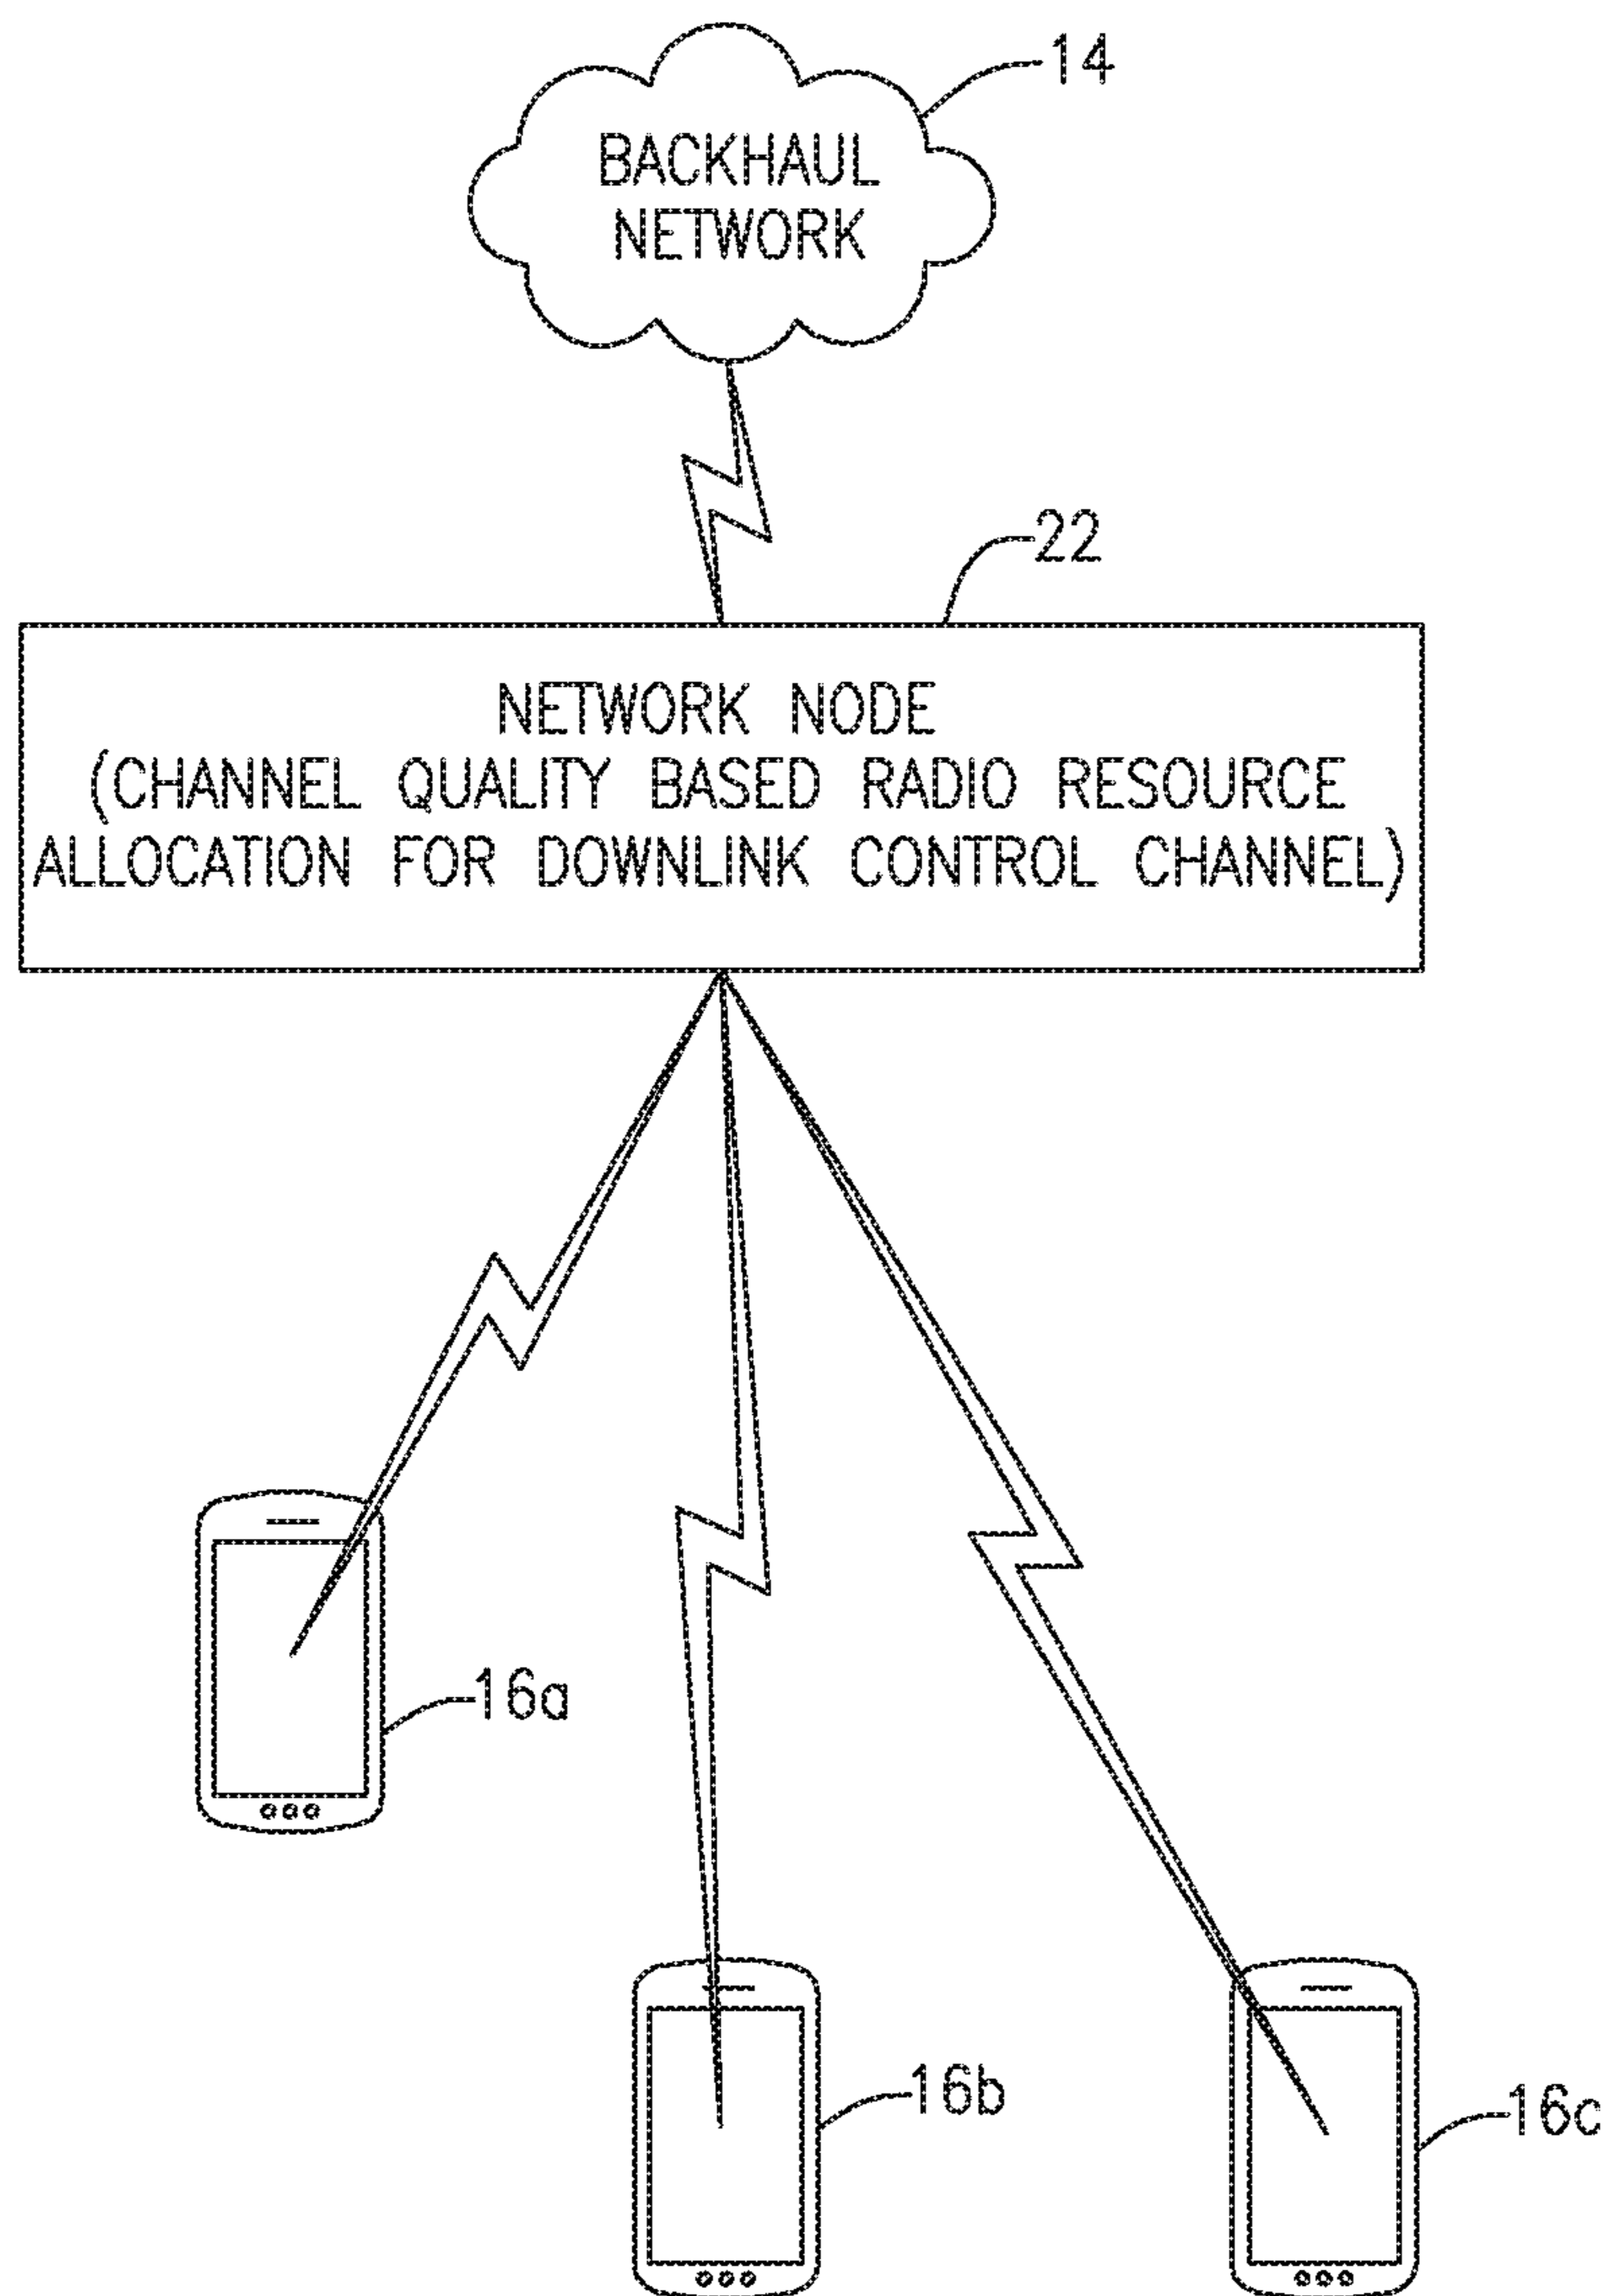 14
BACKHAUL
NETWORK
22
NETWORK NODE
(CHANNEL QUALITY BASED RADIO RESOURCE
ALLOCATION FOR DOWNLINK CONTROL CHANNEL)
16a
16b
16c